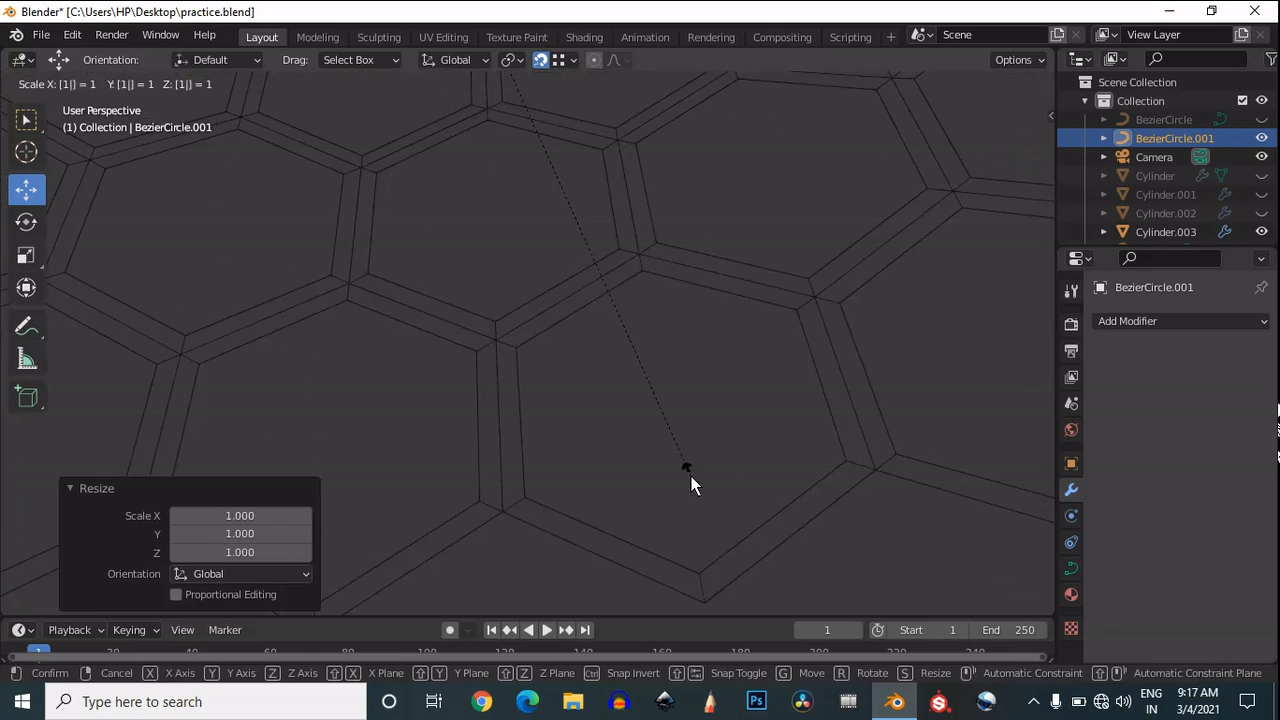 Blender* [C:\Users\HP\Desktop\practice.blend]
File Edit Render Window Help Layout Modeling Sculpting UV Editing Texture Paint Shading Animation Rendering Compositing Scripting + Scene View Layer
Orientation: Default Drag: Select Box Global Options
Scale X: [1|] = 1 Y: [1|] = 1 Z: [1|] = 1
User Perspective
(1) Collection | BezierCircle.001
Scene Collection
Collection
BezierCircle
BezierCircle.001
Camera
Cylinder
Cylinder.001
Cylinder.002
Cylinder.003
BezierCircle.001
Add Modifier
Resize
Scale X 1.000
Y 1.000
Z 1.000
Orientation Global
Proportional Editing
Playback Keying View Marker 1 Start 1 End 250
1
Confirm Cancel X X Axis Y Y Axis Z Z Axis X X Plane Y Y Plane Z Z Plane Ctrl Snap Invert Snap Toggle G Move R Rotate S Resize Automatic Constraint Automatic Constraint Plane
Type here to search
ENG
IN
9:17 AM
3/4/2021